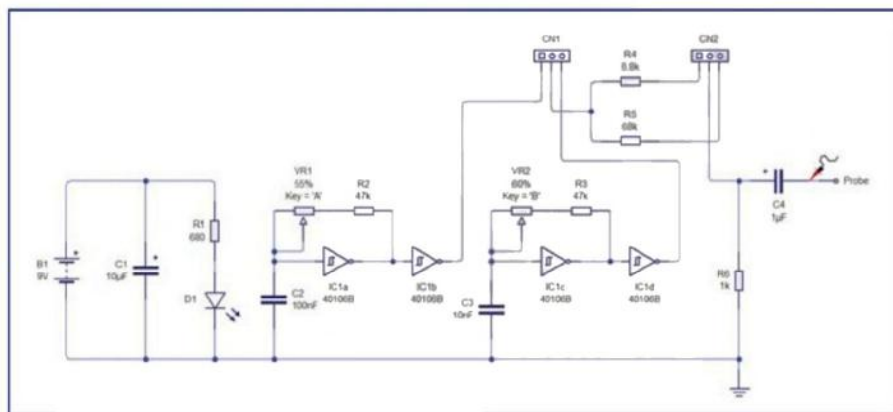 CN1
CN2
R4
6.8k
R5
68k
VR1
55%
Key = 'A'
R2
47k
VR2
60%
Key = 'B'
R3
47k
+
Probe
C4
1µF
R1
680
+
B1
9V
C1
10µF
+
D1
C2
100nF
IC1a
40106B
IC1b
40106B
C3
10nF
IC1c
40106B
IC1d
40106B
R6
1k